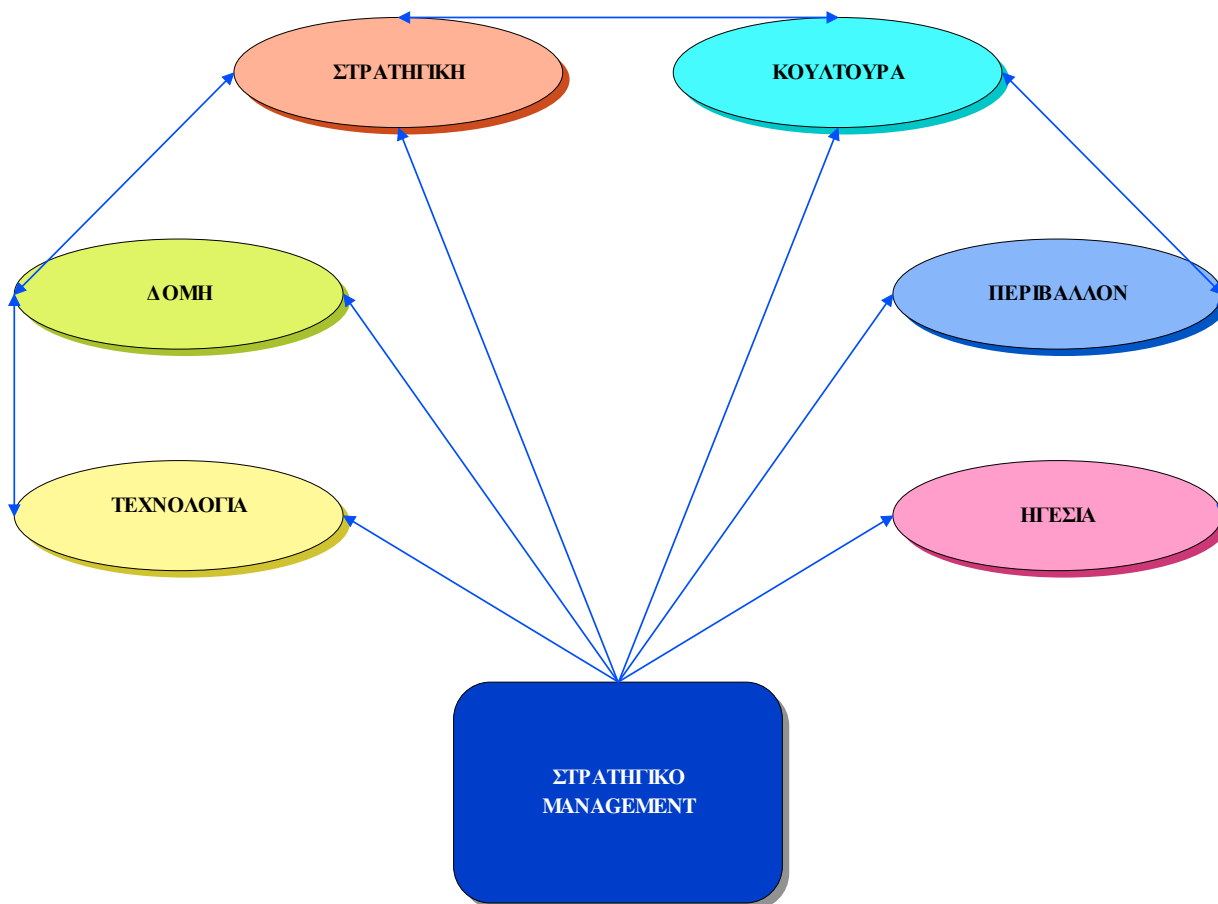 ΣΤΡΑΤΗΓΙΚΗ
ΚΟΥΛΤΟΥΡΑ
ΔΟΜΗ
ΠΕΡΙΒΑΛΛΟΝ
ΤΕΧΝΟΛΟΓΙΑ
ΗΓΕΣΙΑ
ΣΤΡΑΤΗΓΙΚΟ
MANAGEMENT